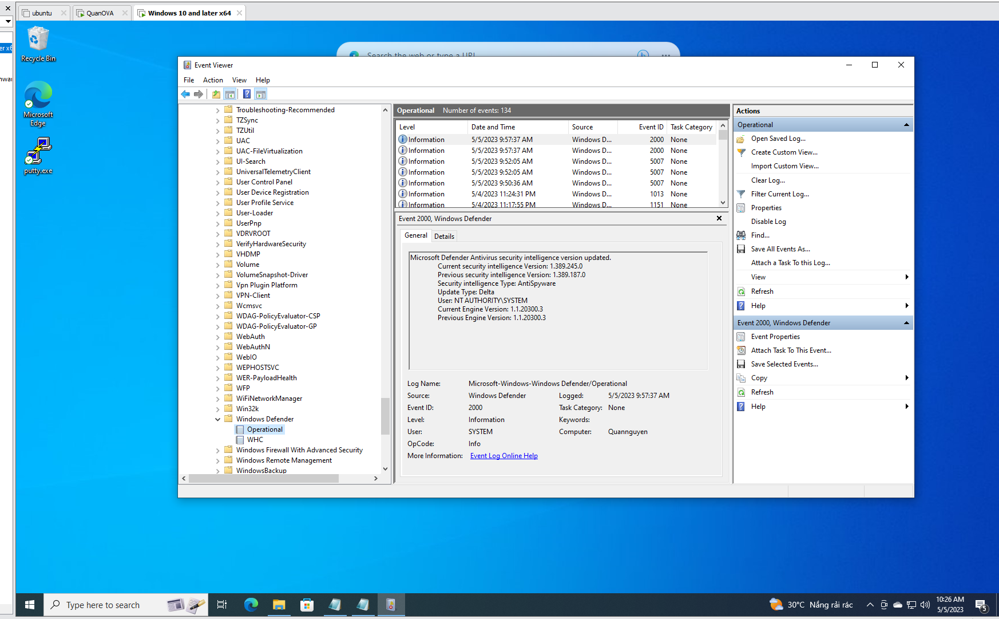 ubuntu
QuanOVA
Windows 10 and later x64
er x6
nwar
Recycle Bin
Microsoft
Edge
putty.exe
Search the web or type a URL
Event Viewer
File Action View Help
Troubleshooting-Recommended
TZSync
TZUtil
UAC
UAC-FileVirtualization
UI-Search
UniversalTelemetryClient
User Control Panel
User Device Registration
User Profile Service
User-Loader
UserPnp
VDRVROOT
VerifyHardwareSecurity
VHDMP
Volume
VolumeSnapshot-Driver
Vpn Plugin Platform
VPN-Client
Wcmsvc
WDAG-PolicyEvaluator-CSP
WDAG-PolicyEvaluator-GP
WebAuth
WebAuthN
WebIO
WEPHOSTSVC
WER-PayloadHealth
WFP
WiFiNetworkManager
Win32k
Windows Defender
Operational
WHC
Windows Firewall With Advanced Security
Windows Remote Management
WindowsBackup
Operational Number of events: 134
Level Date and Time Source Event ID Task Category
Information 5/5/2023 9:57:37 AM Windows D... 2000 None
Information 5/5/2023 9:57:37 AM Windows D... 2000 None
Information 5/5/2023 9:52:05 AM Windows D... 5007 None
Information 5/5/2023 9:52:05 AM Windows D... 5007 None
Information 5/5/2023 9:50:36 AM Windows D... 5007 None
Information 5/4/2023 11:24:31 PM Windows D... 1013 None
Information 5/4/2023 11:17:55 PM Windows D... 1151 None
Event 2000, Windows Defender
General Details
Microsoft Defender Antivirus security intelligence version updated.
Current security intelligence Version: 1.389.245.0
Previous security intelligence Version: 1.389.187.0
Security intelligence Type: AntiSpyware
Update Type: Delta
User: NT AUTHORITY\SYSTEM
Current Engine Version: 1.1.20300.3
Previous Engine Version: 1.1.20300.3
Log Name: Microsoft-Windows-Windows Defender/Operational
Source: Windows Defender Logged: 5/5/2023 9:57:37 AM
Event ID: 2000 Task Category: None
Level: Information Keywords:
User: SYSTEM Computer: Quannguyen
OpCode: Info
More Information: Event Log Online Help
Actions
Operational
Open Saved Log...
Create Custom View...
Import Custom View...
Clear Log...
Filter Current Log...
Properties
Disable Log
Find...
Save All Events As...
Attach a Task To this Log...
View
Refresh
Help
Event 2000, Windows Defender
Event Properties
Attach Task To This Event...
Save Selected Events...
Copy
Refresh
Help
Type here to search
30°C Nắng rải rác
10:26 AM
5/5/2023
5